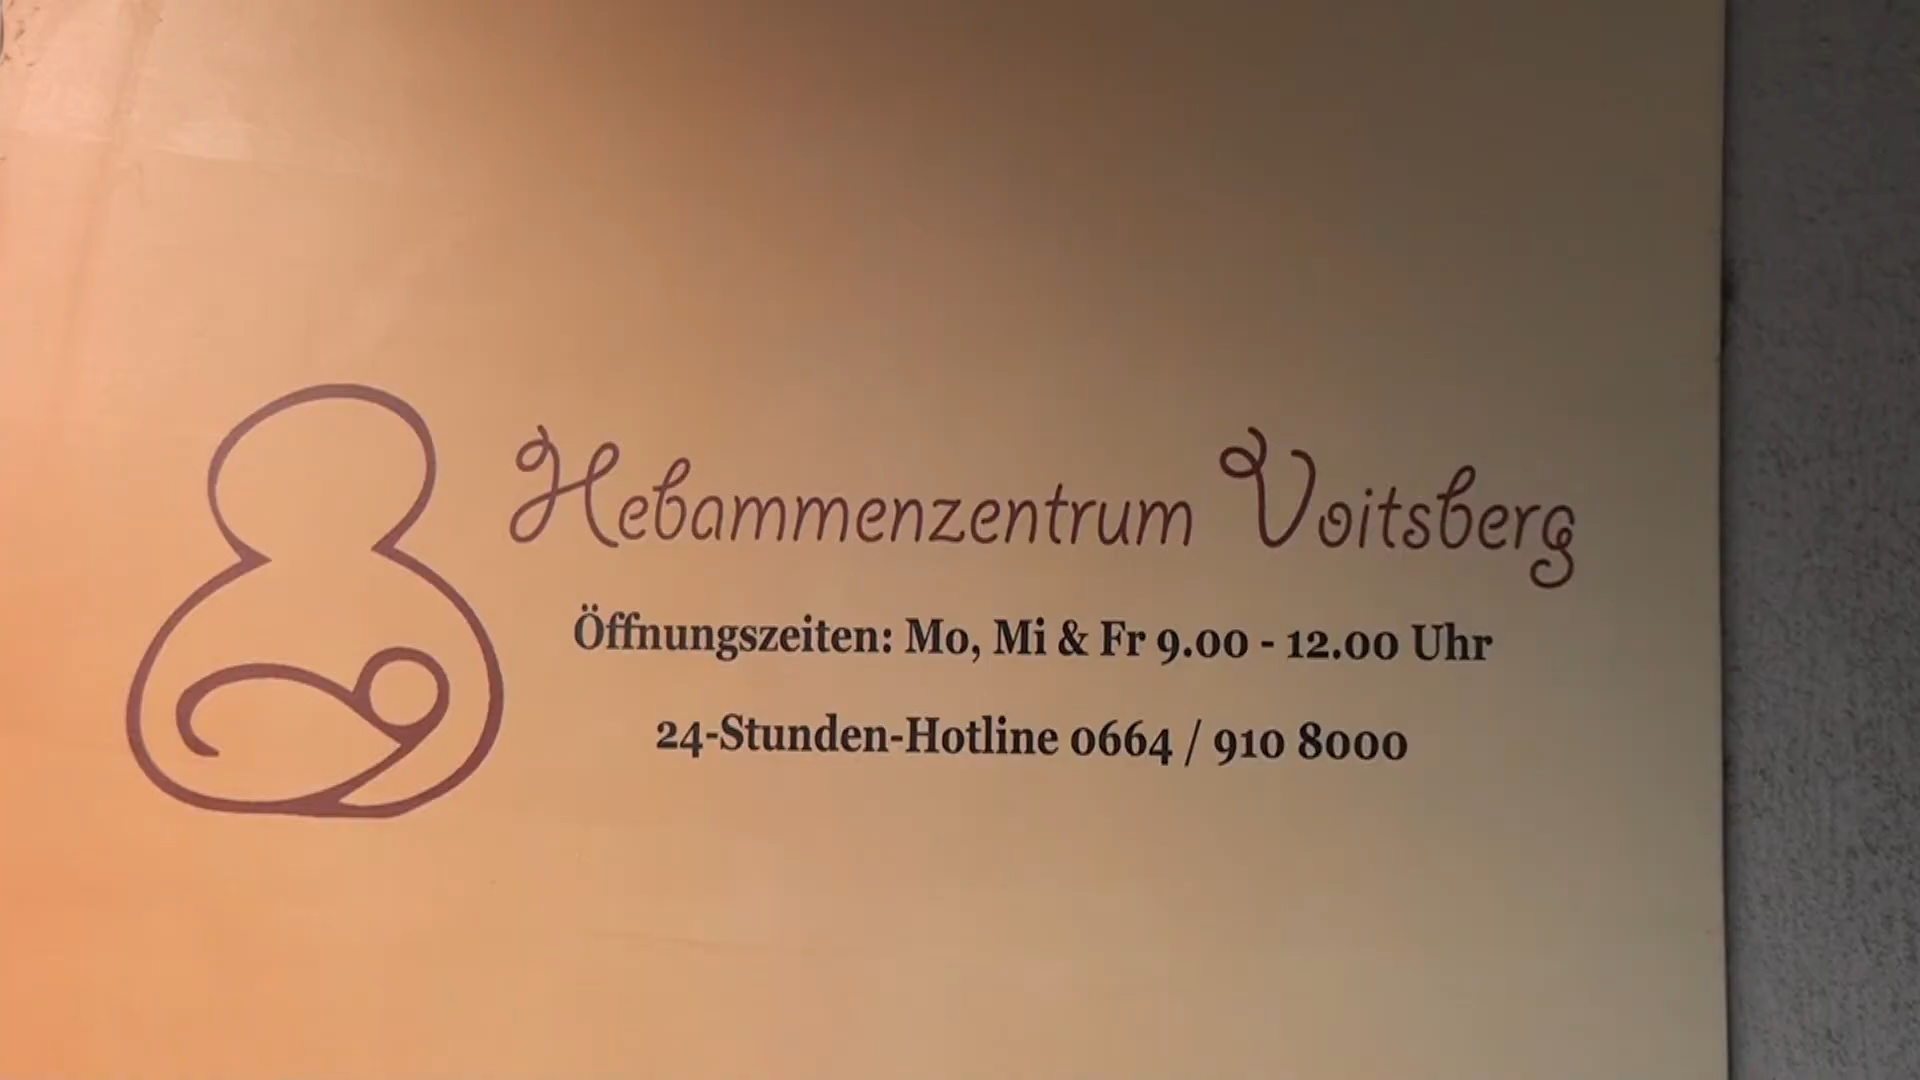 Hebammenzentrum Voitsberg
Öffnungszeiten: Mo, Mi & Fr 9.00 - 12.00 Uhr
24-Stunden-Hotline 0664 / 910 8000